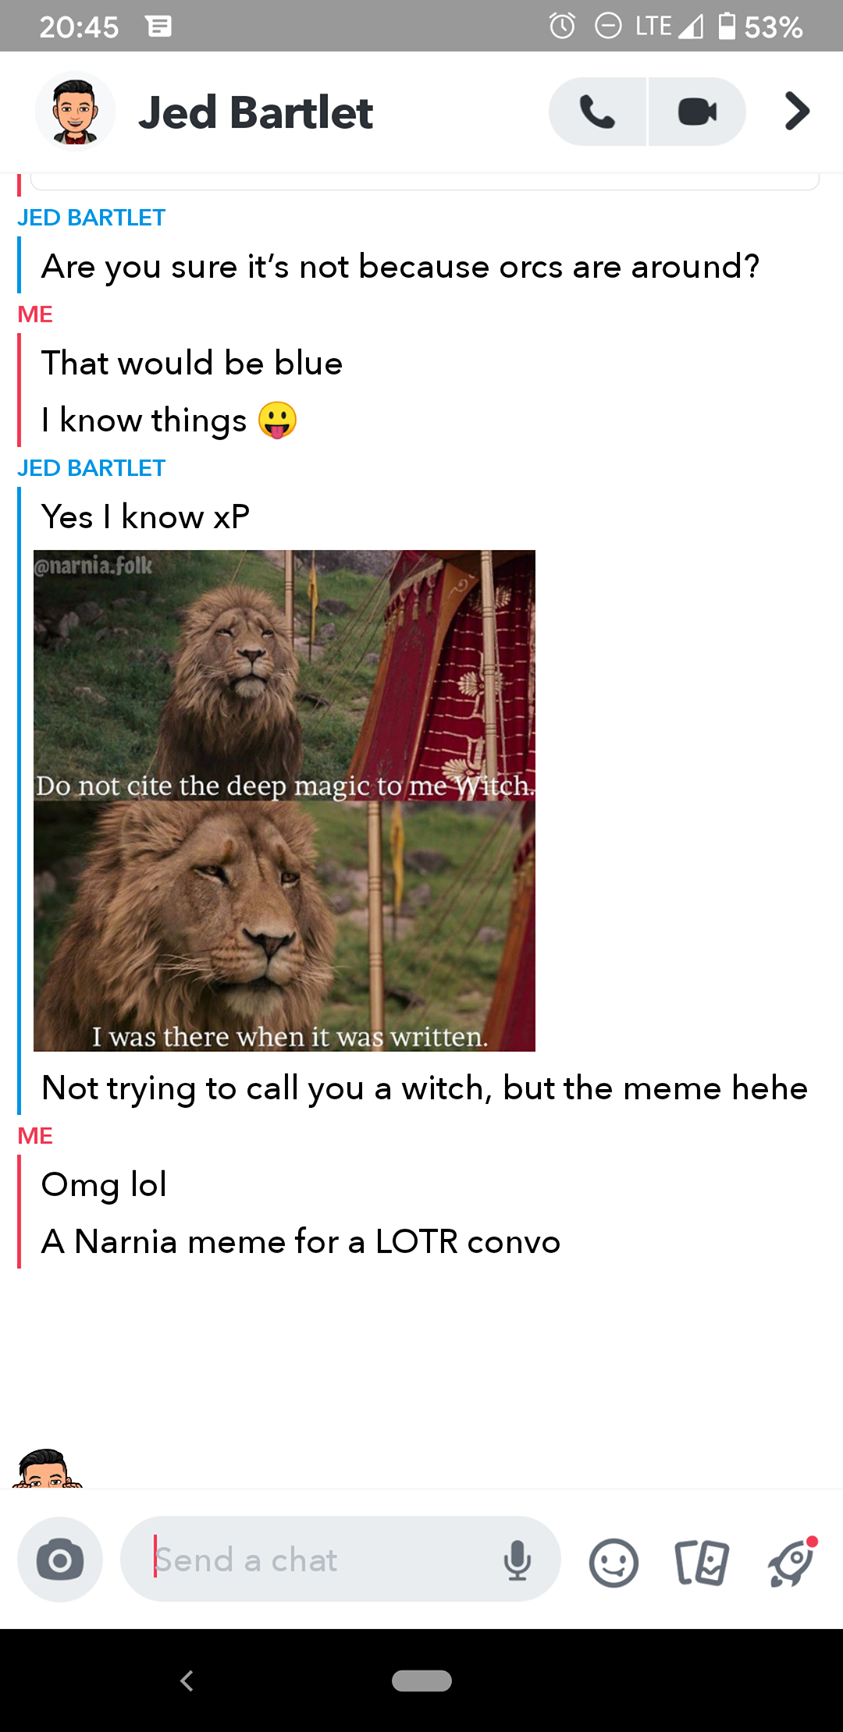 20:45
LTE
53%
Jed Bartlet
JED BARTLET
Are you sure it’s not because orcs are around?
ME
That would be blue
I know things 😛
JED BARTLET
Yes I know xP
@narnia.folk
Do not cite the deep magic to me Witch.
I was there when it was written.
Not trying to call you a witch, but the meme hehe
ME
Omg lol
A Narnia meme for a LOTR convo
Send a chat